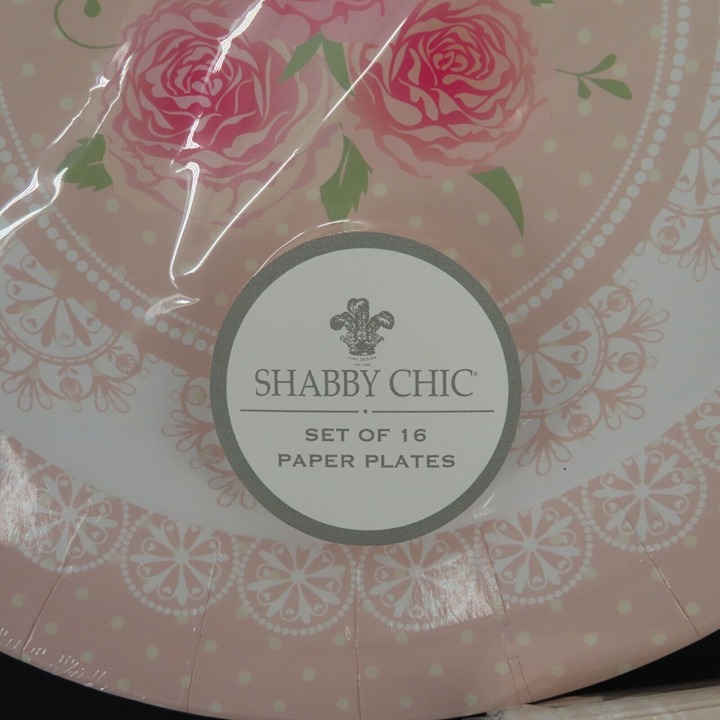 SHABBY CHIC®
SET OF 16
PAPER PLATES